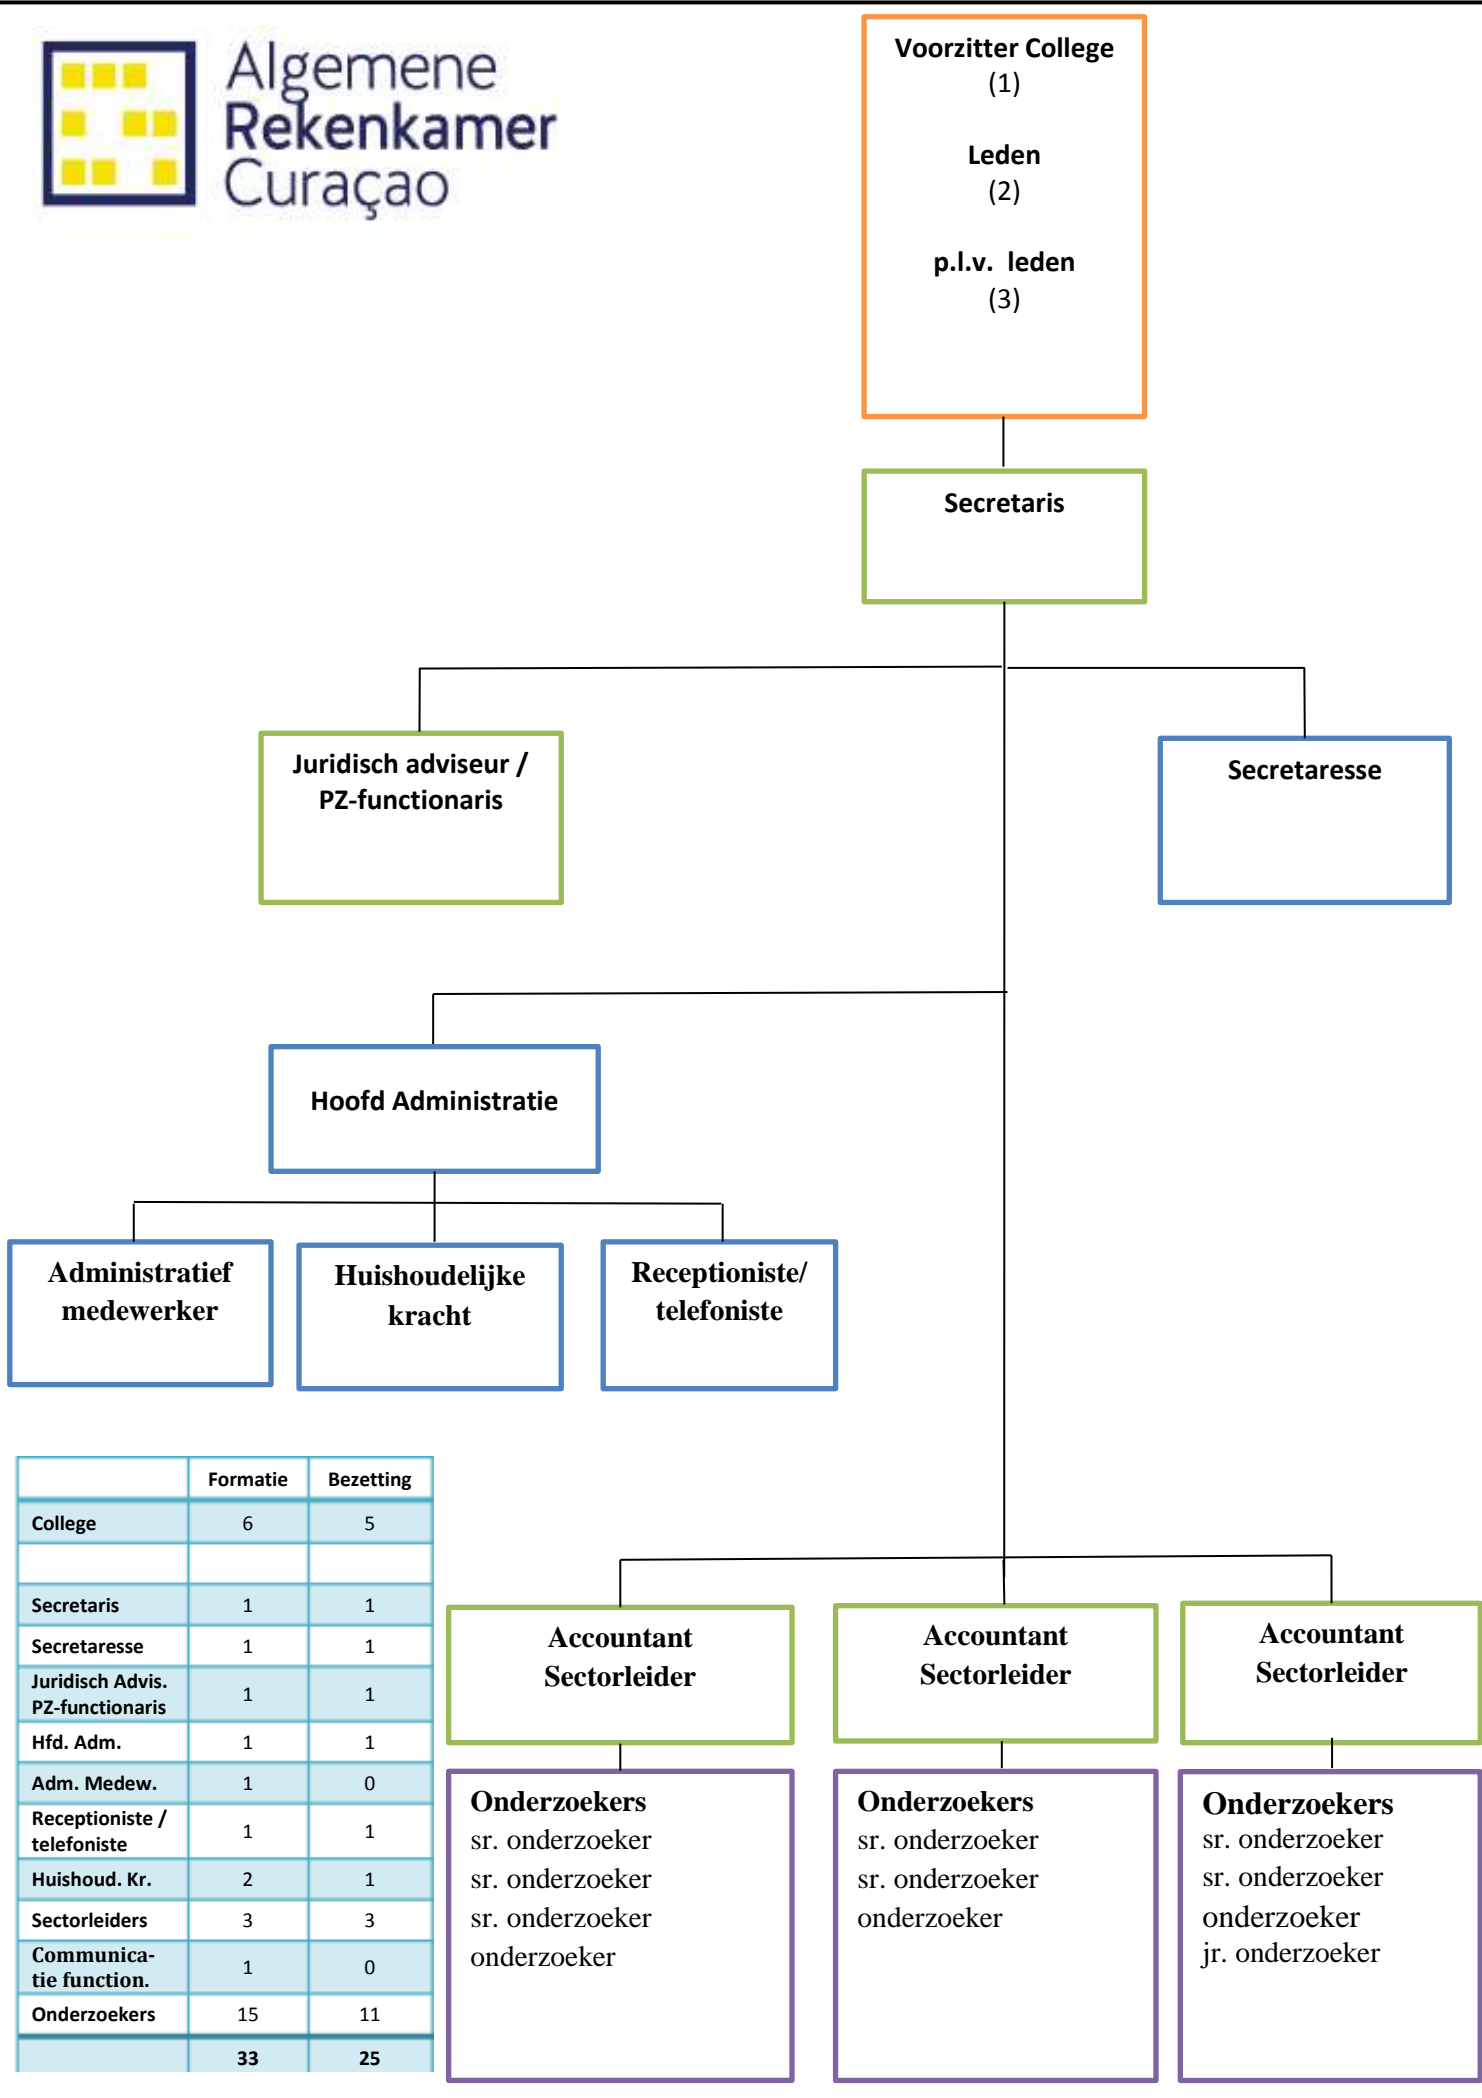 Algemene
Rekenkamer
Curaçao
Voorzitter College
(1)
Leden
(2)
p.l.v. leden
(3)
Secretaris
Juridisch adviseur /
PZ-functionaris
Secretaresse
Hoofd Administratie
Administratief
medewerker
Huishoudelijke
kracht
Receptioniste/
telefoniste
Formatie Bezetting
College 6 5
Secretaris 1 1
Secretaresse 1 1
Juridisch Advis.
PZ-functionaris 1 1
Hfd. Adm. 1 1
Adm. Medew. 1 0
Receptioniste /
telefoniste 1 1
Huishoud. Kr. 2 1
Sectorleiders 3 3
Communica-
tie function. 1 0
Onderzoekers 15 11
33 25
Accountant
Sectorleider
Accountant
Sectorleider
Accountant
Sectorleider
Onderzoekers
sr. onderzoeker
sr. onderzoeker
sr. onderzoeker
onderzoeker
Onderzoekers
sr. onderzoeker
sr. onderzoeker
onderzoeker
Onderzoekers
sr. onderzoeker
sr. onderzoeker
onderzoeker
jr. onderzoeker